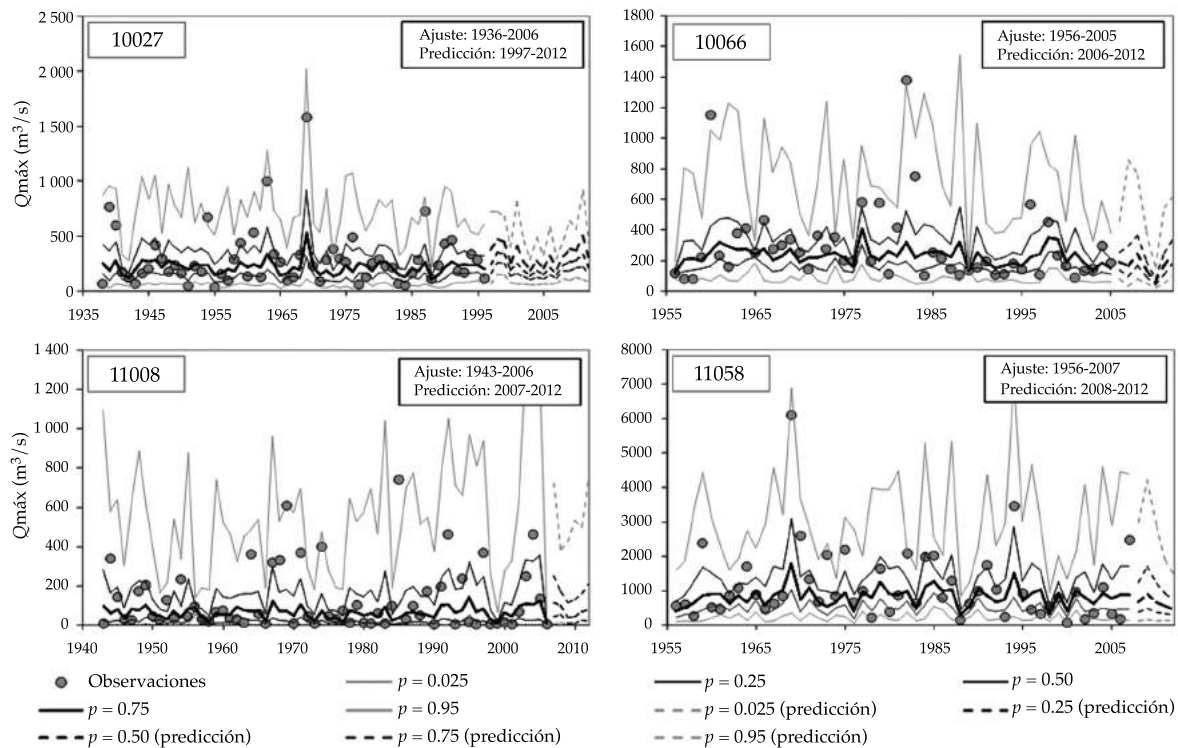 10027
Ajuste: 1936-2006
Predicción: 1997-2012
Qmáx (m³/s)
2 500
2 000
1 500
1 000
500
0
1935 1945 1955 1965 1975 1985 1995 2005
10066
Ajuste: 1956-2005
Predicción: 2006-2012
1800
1600
1400
1200
1000
800
600
400
200
0
1955 1965 1975 1985 1995 2005
11008
Ajuste: 1943-2006
Predicción: 2007-2012
Qmáx (m³/s)
1 400
1 200
1 000
800
600
400
200
0
1940 1950 1960 1970 1980 1990 2000 2010
11058
Ajuste: 1956-2007
Predicción: 2008-2012
8000
7000
6000
5000
4000
3000
2000
1000
0
1955 1965 1975 1985 1995 2005
Observaciones
p = 0.025
p = 0.25
p = 0.50
p = 0.75
p = 0.95
p = 0.025 (predicción)
p = 0.25 (predicción)
p = 0.50 (predicción)
p = 0.75 (predicción)
p = 0.95 (predicción)